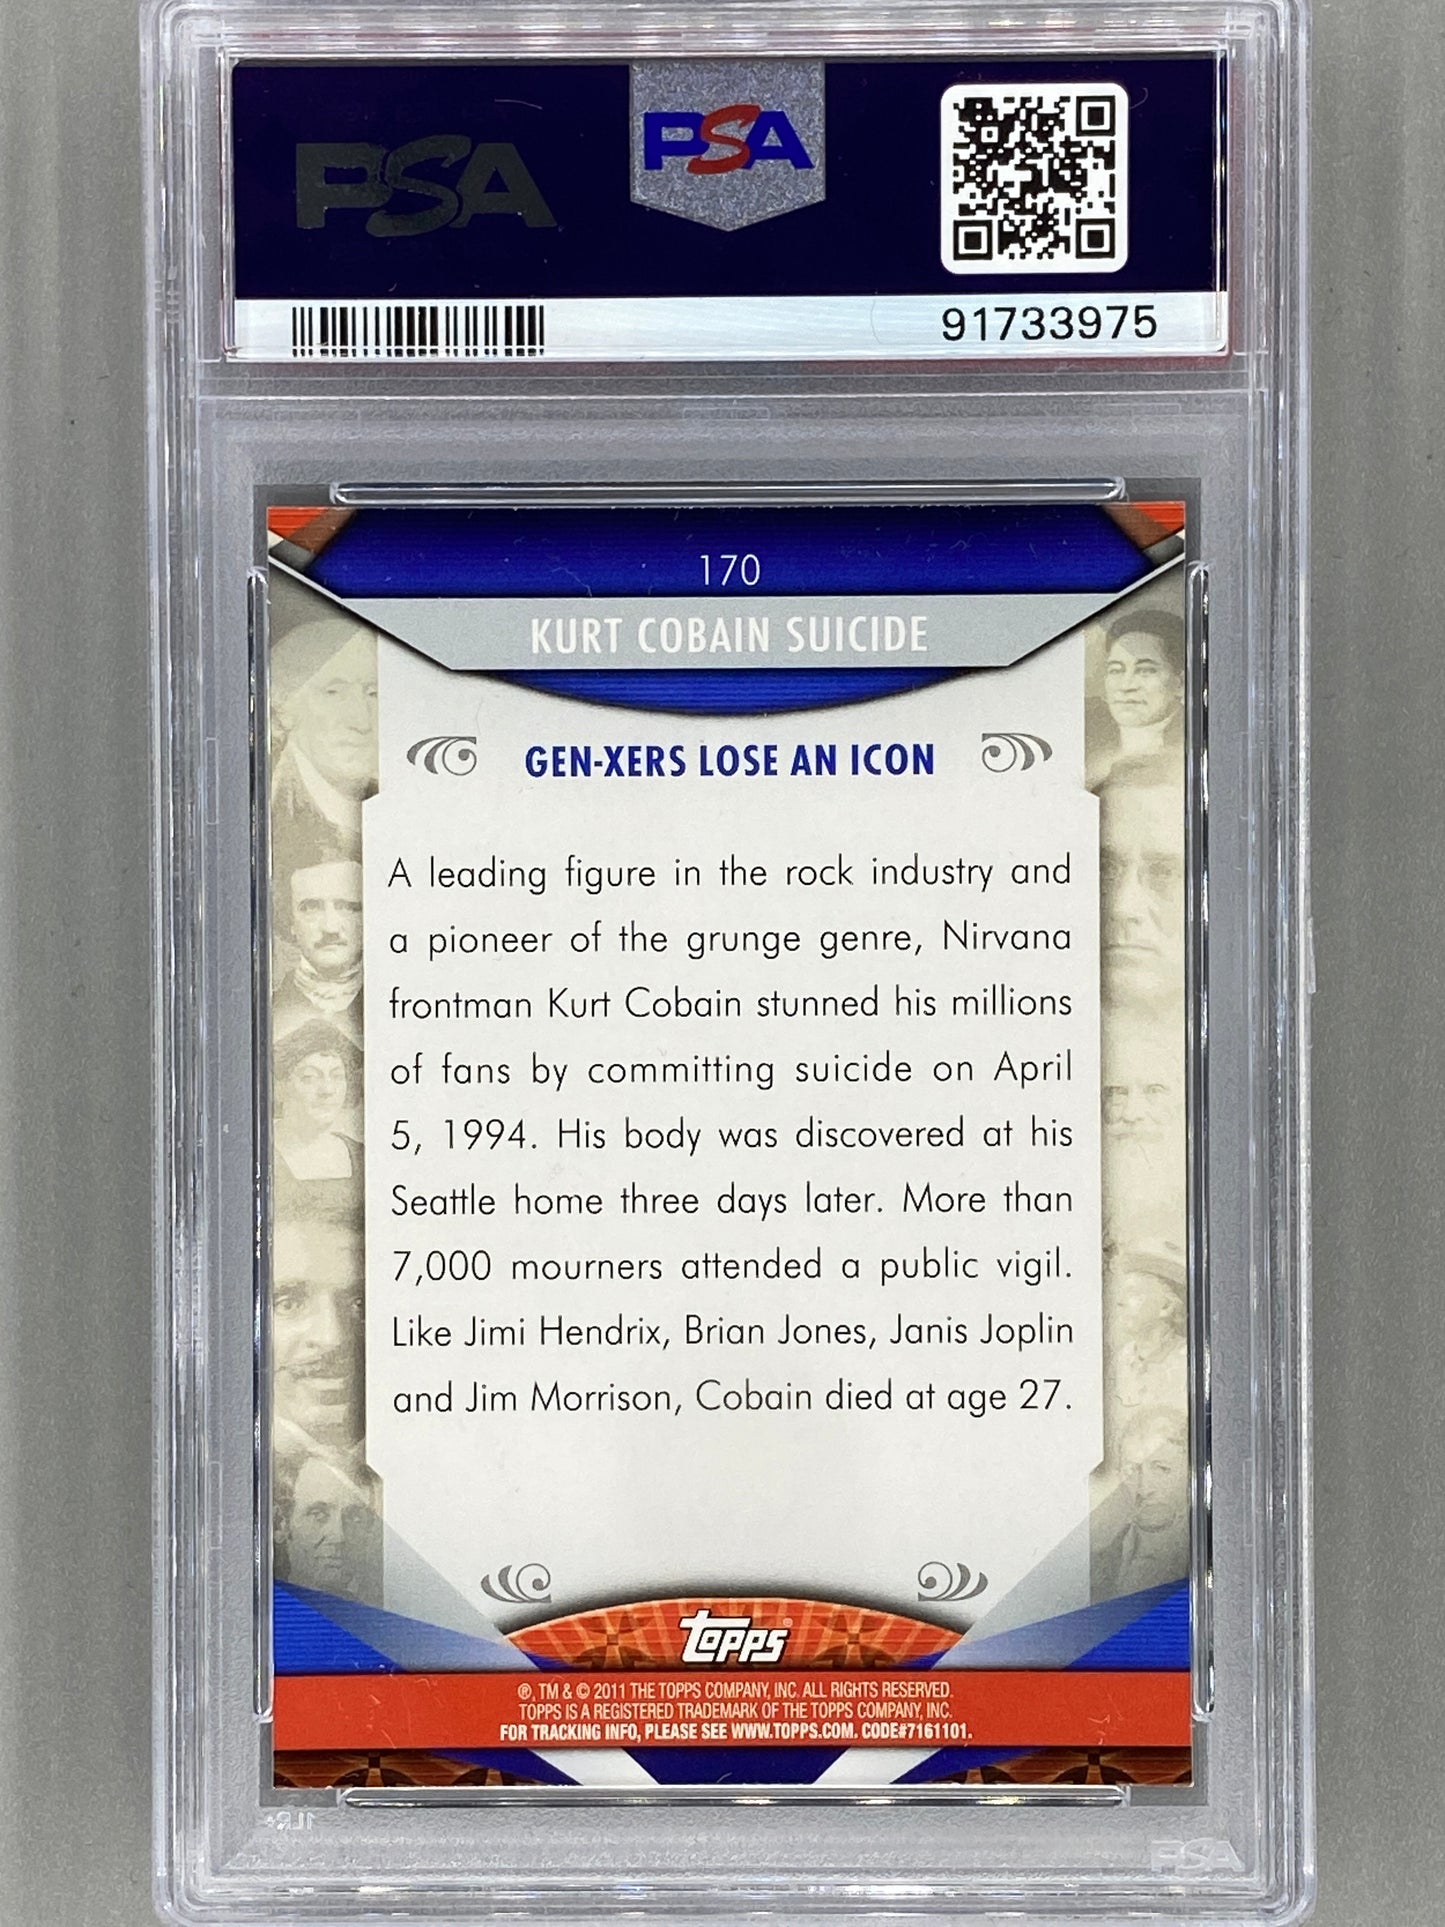 PSA
PSA
91733975
170
KURT COBAIN SUICIDE
GEN-XERS LOSE AN ICON
A leading figure in the rock industry and
a pioneer of the grunge genre, Nirvana
frontman Kurt Cobain stunned his millions
of fans by committing suicide on April
5, 1994. His body was discovered at his
Seattle home three days later. More than
7,000 mourners attended a public vigil.
Like Jimi Hendrix, Brian Jones, Janis Joplin
and Jim Morrison, Cobain died at age 27.
Topps
®, TM & © 2011 THE TOPPS COMPANY, INC. ALL RIGHTS RESERVED.
TOPPS IS A REGISTERED TRADEMARK OF THE TOPPS COMPANY, INC.
FOR TRACKING INFO, PLEASE SEE WWW.TOPPS.COM. CODE#7161101.
PSA